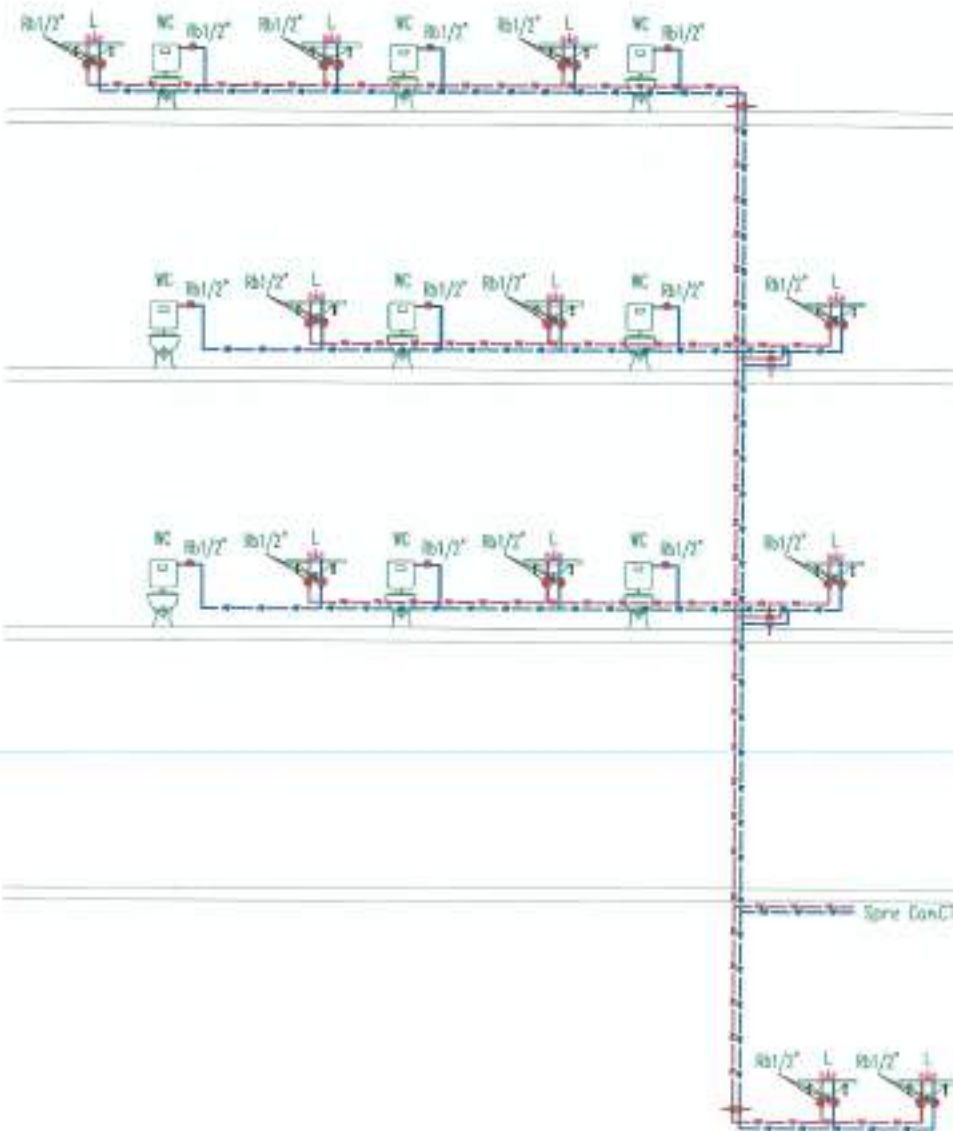 Rb1/2" L WC Rb1/2" Rb1/2" L WC Rb1/2" Rb1/2" L WC Rb1/2"
WC Rb1/2" Rb1/2" L WC Rb1/2" Rb1/2" L WC Rb1/2" Rb1/2" L
WC Rb1/2" Rb1/2" L WC Rb1/2" Rb1/2" L WC Rb1/2" Rb1/2" L
Spre CamCT
Rb1/2" L Rb1/2" L